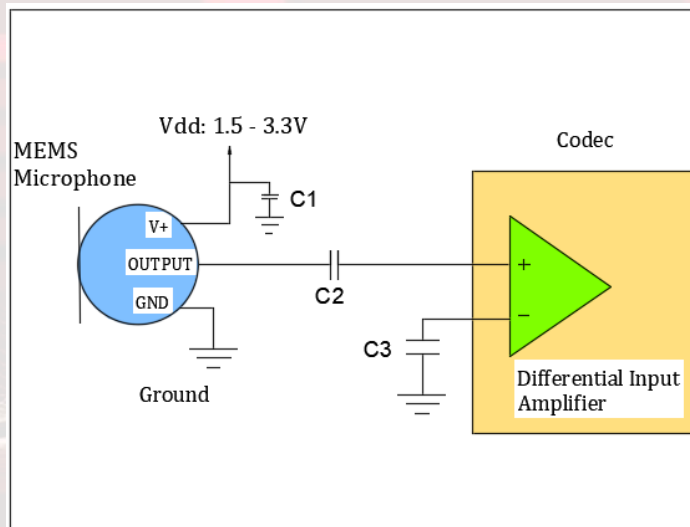 Vdd: 1.5 - 3.3V
Codec
MEMS
Microphone
C1
V+
OUTPUT
+
GND
C2
−
C3
Ground
Differential Input
Amplifier